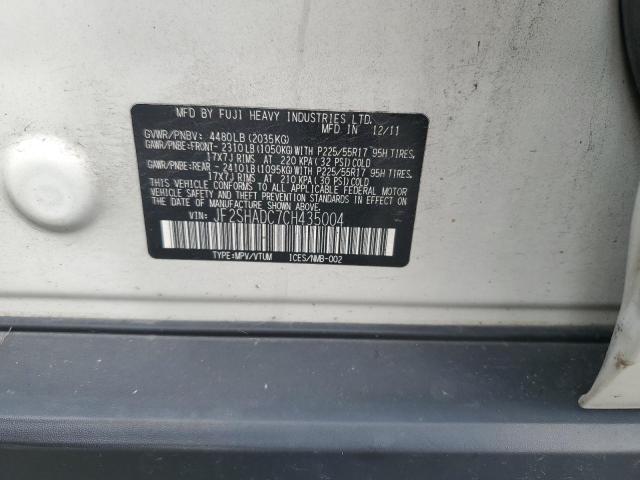 MFD BY FUJI HEAVY INDUSTRIES LTD.
MFD IN 12/11
GVWR/PNBV: 4480LB (2035KG)
GAWR/PNBE:FRONT- 2310LB(1050KG)WITH P225/55R17 95H TIRES,
17X7J RIMS AT 220 KPA(32 PSI)COLD
GAWR/PNBE:REAR - 2410LB(1095KG)WITH P225/55R17 95H TIRES,
17X7J RIMS AT 210 KPA(30 PSI)COLD
THIS VEHICLE CONFORMS TO ALL APPLICABLE FEDERAL MOTOR
VEHICLE SAFETY AND THEFT PREVENTION STANDARDS IN EFFECT ON THE
DATE OF MANUFACTURE SHOWN ABOVE.
VIN: JF2SHADC7CH435004
TYPE:MPV/VTUM ICES/NMB-002